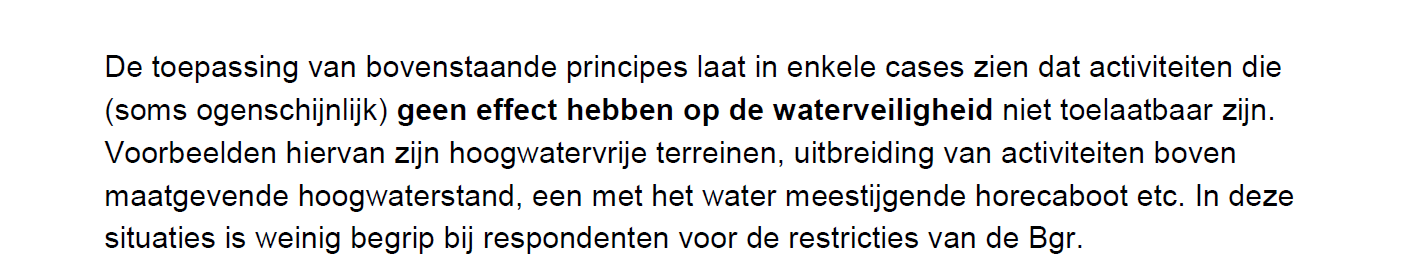 De toepassing van bovenstaande principes laat in enkele cases zien dat activiteiten die
(soms ogenschijnlijk) geen effect hebben op de waterveiligheid niet toelaatbaar zijn.
Voorbeelden hiervan zijn hoogwatervrije terreinen, uitbreiding van activiteiten boven
maatgevende hoogwaterstand, een met het water meestijgende horecaboot etc. In deze
situaties is weinig begrip bij respondenten voor de restricties van de Bgr.